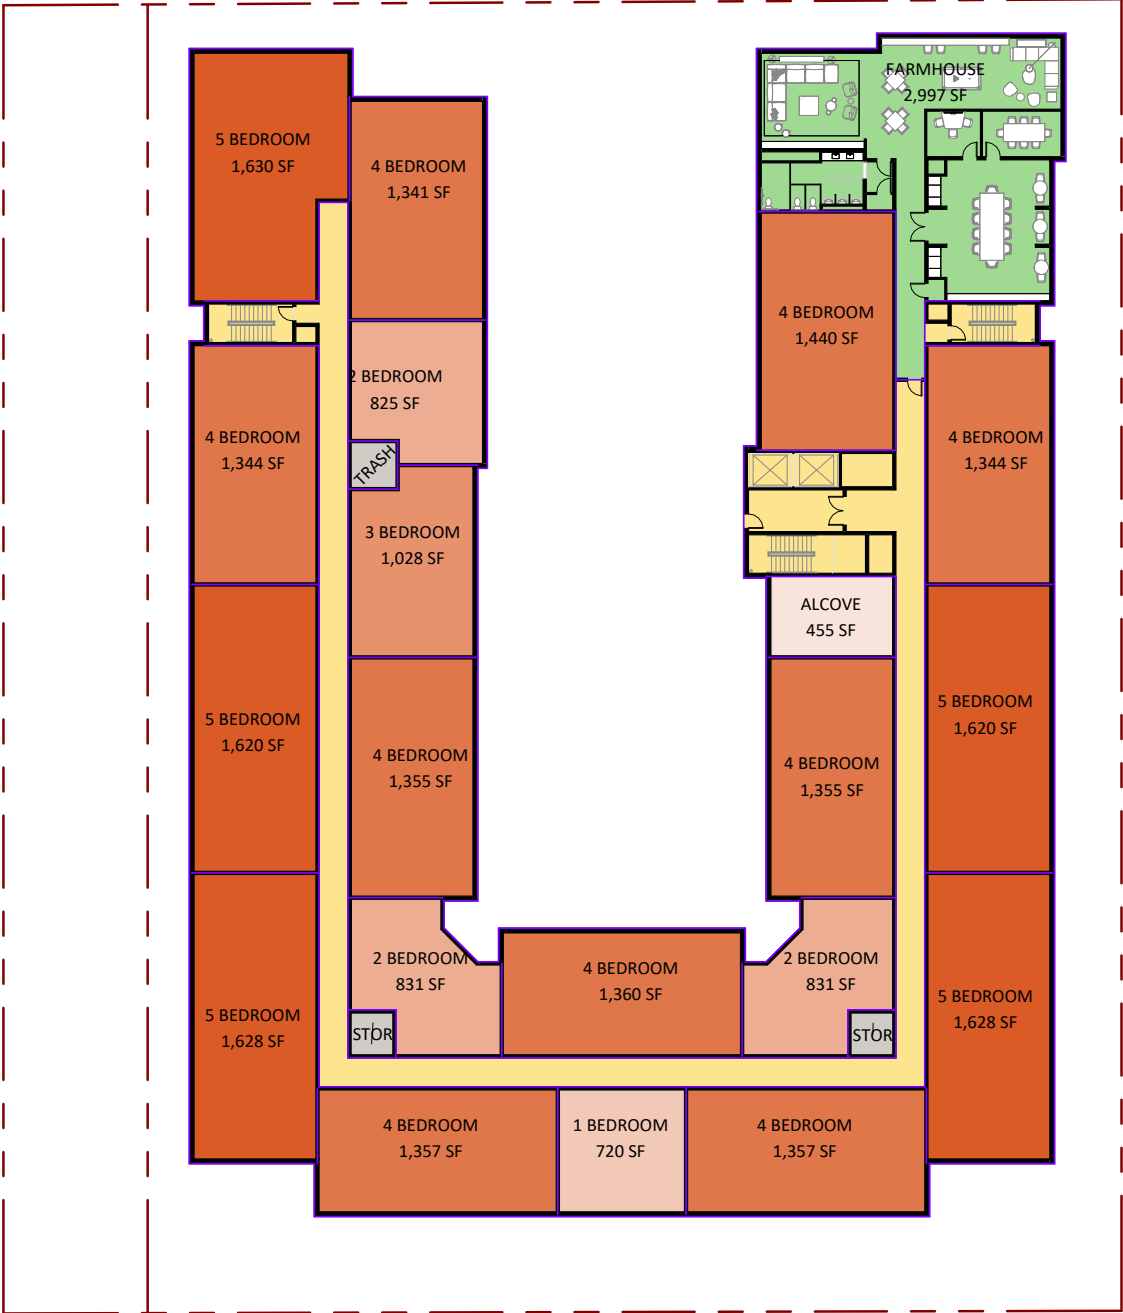 FARMHOUSE
2,997 SF
5 BEDROOM
1,630 SF
4 BEDROOM
1,341 SF
4 BEDROOM
1,440 SF
2 BEDROOM
825 SF
4 BEDROOM
1,344 SF
TRASH
4 BEDROOM
1,344 SF
3 BEDROOM
1,028 SF
ALCOVE
455 SF
5 BEDROOM
1,620 SF
5 BEDROOM
1,620 SF
4 BEDROOM
1,355 SF
4 BEDROOM
1,355 SF
2 BEDROOM
831 SF
4 BEDROOM
1,360 SF
2 BEDROOM
831 SF
5 BEDROOM
1,628 SF
STOR
STOR
5 BEDROOM
1,628 SF
4 BEDROOM
1,357 SF
1 BEDROOM
720 SF
4 BEDROOM
1,357 SF